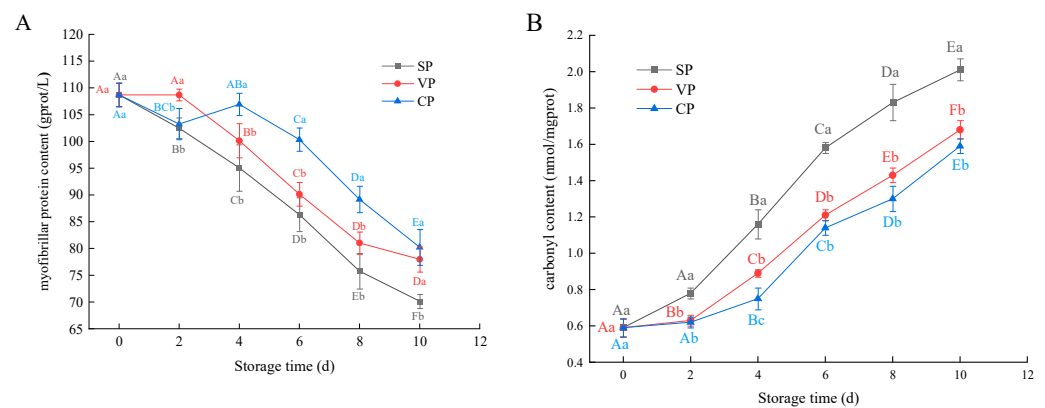 A
myofibrillar protein content (gprot/L)
120
115
110
105
100
95
90
85
80
75
70
65
0 2 4 6 8 10 12
Storage time (d)
SP
VP
CP
Aa
Aa
Aa
Aa
BCb
Bb
ABa
Bb
Cb
Ca
Cb
Db
Da
Db
Eb
Ea
Da
Fb
B
carbonyl content (nmol/mgprot)
2.2
2.0
1.8
1.6
1.4
1.2
1.0
0.8
0.6
0.4
0 2 4 6 8 10 12
Storage time (d)
SP
VP
CP
Aa
Aa
Aa
Aa
Bb
Ab
Ba
Cb
Bc
Ca
Db
Cb
Da
Eb
Db
Ea
Fb
Eb